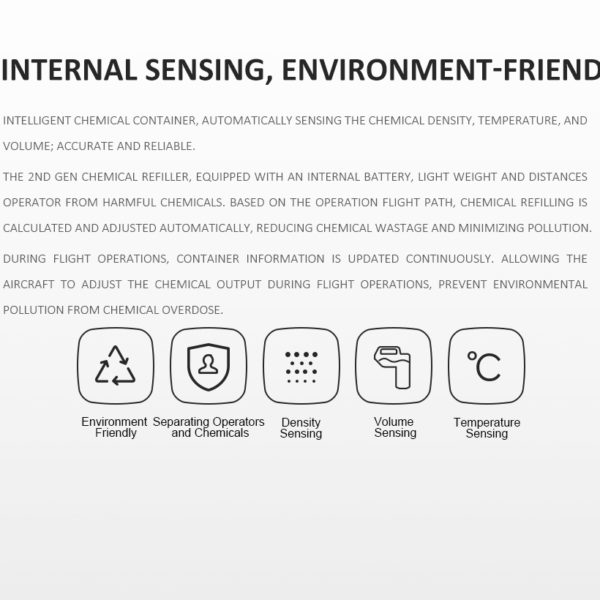 INTERNAL SENSING, ENVIRONMENT-FRIEND
INTELLIGENT CHEMICAL CONTAINER, AUTOMATICALLY SENSING THE CHEMICAL DENSITY, TEMPERATURE, AND
VOLUME; ACCURATE AND RELIABLE.
THE 2ND GEN CHEMICAL REFILLER, EQUIPPED WITH AN INTERNAL BATTERY, LIGHT WEIGHT AND DISTANCES
OPERATOR FROM HARMFUL CHEMICALS. BASED ON THE OPERATION FLIGHT PATH, CHEMICAL REFILLING IS
CALCULATED AND ADJUSTED AUTOMATICALLY, REDUCING CHEMICAL WASTAGE AND MINIMIZING POLLUTION.
DURING FLIGHT OPERATIONS, CONTAINER INFORMATION IS UPDATED CONTINUOUSLY. ALLOWING THE
AIRCRAFT TO ADJUST THE CHEMICAL OUTPUT DURING FLIGHT OPERATIONS, PREVENT ENVIRONMENTAL
POLLUTION FROM CHEMICAL OVERDOSE.
°C
Environment
Friendly
Separating Operators
and Chemicals
Density
Sensing
Volume
Sensing
Temperature
Sensing